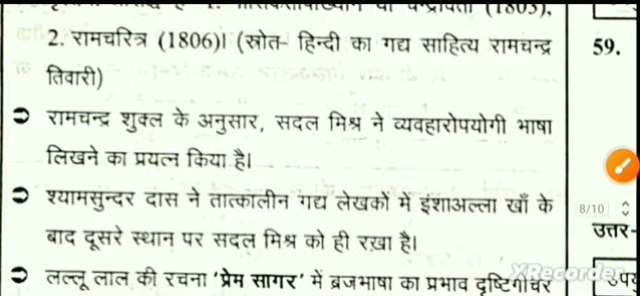 (1803),
2. रामचरित्र (1806)। (स्रोत- हिन्दी का गद्य साहित्य रामचन्द्र
तिवारी)
रामचन्द्र शुक्ल के अनुसार, सदल मिश्र ने व्यवहारोपयोगी भाषा
लिखने का प्रयत्न किया है।
श्यामसुन्दर दास ने तात्कालीन गद्य लेखकों में इंशाअल्ला खाँ के
बाद दूसरे स्थान पर सदल मिश्र को ही रखा है।
लल्लू लाल की रचना 'प्रेम सागर' में ब्रजभाषा का प्रभाव दृष्टिगोचर
59.
8/10
उत्तर-
XRecorder